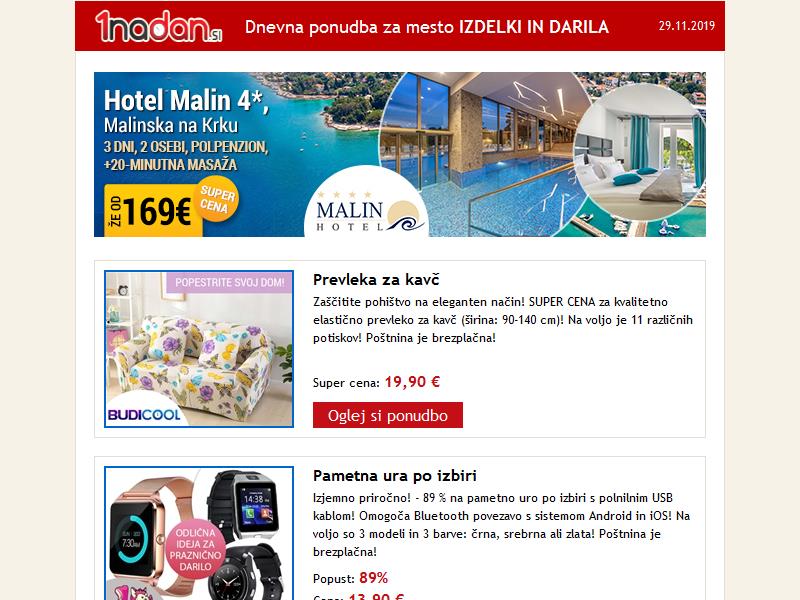 1nadan.si
Dnevna ponudba za mesto IZDELKI IN DARILA
29.11.2019
Hotel Malin 4*,
Malinska na Krku
3 DNI, 2 OSEBI, POLPENZION,
+20-MINUTNA MASAŽA
ŽE OD 169€
SUPER
CENA
MALIN
HOTEL
POPESTRITE SVOJ DOM!
BUDICOOL
Prevleka za kavč
Zaščitite pohištvo na eleganten način! SUPER CENA za kvalitetno
elastično prevleko za kavč (širina: 90-140 cm)! Na voljo je 11 različnih
potiskov! Poštnina je brezplačna!
Super cena: 19,90 €
Oglej si ponudbo
ODLIČNA
IDEJA ZA
PRAZNIČNO
DARILO
Pametna ura po izbiri
Izjemno priročno! - 89 % na pametno uro po izbiri s polnilnim USB
kablom! Omogoča Bluetooth povezavo s sistemom Android in iOS! Na
voljo so 3 modeli in 3 barve: črna, srebrna ali zlata! Poštnina je
brezplačna!
Popust: 89%
Cena: 13,90 €